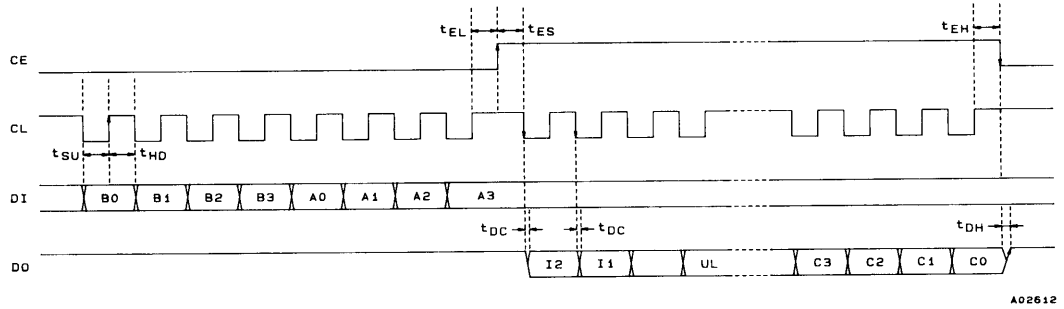 tEL tES tEH
CE
CL
tSU tHD
DI B0 B1 B2 B3 A0 A1 A2 A3
tDC tDC tDH
DO I2 I1 UL C3 C2 C1 C0
A02612